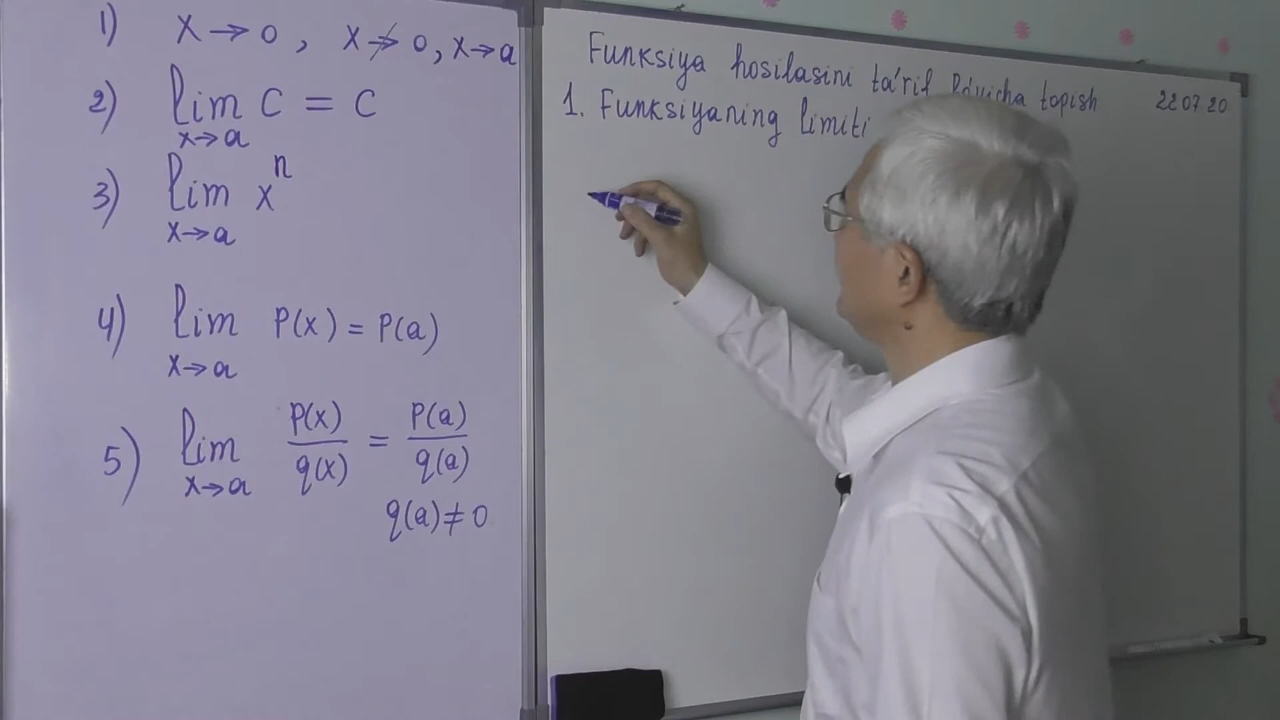 1) x → 0, x ↛ 0, x → a
2) lim C = C
x → a
3) lim xⁿ
x → a
4) lim P(x) = P(a)
x → a
5) lim P(x)/q(x) = P(a)/q(a)
x → a
q(a) ≠ 0
Funksiya hosilasini ta'rif topish 22 07 20
1. Funksiyaning limiti